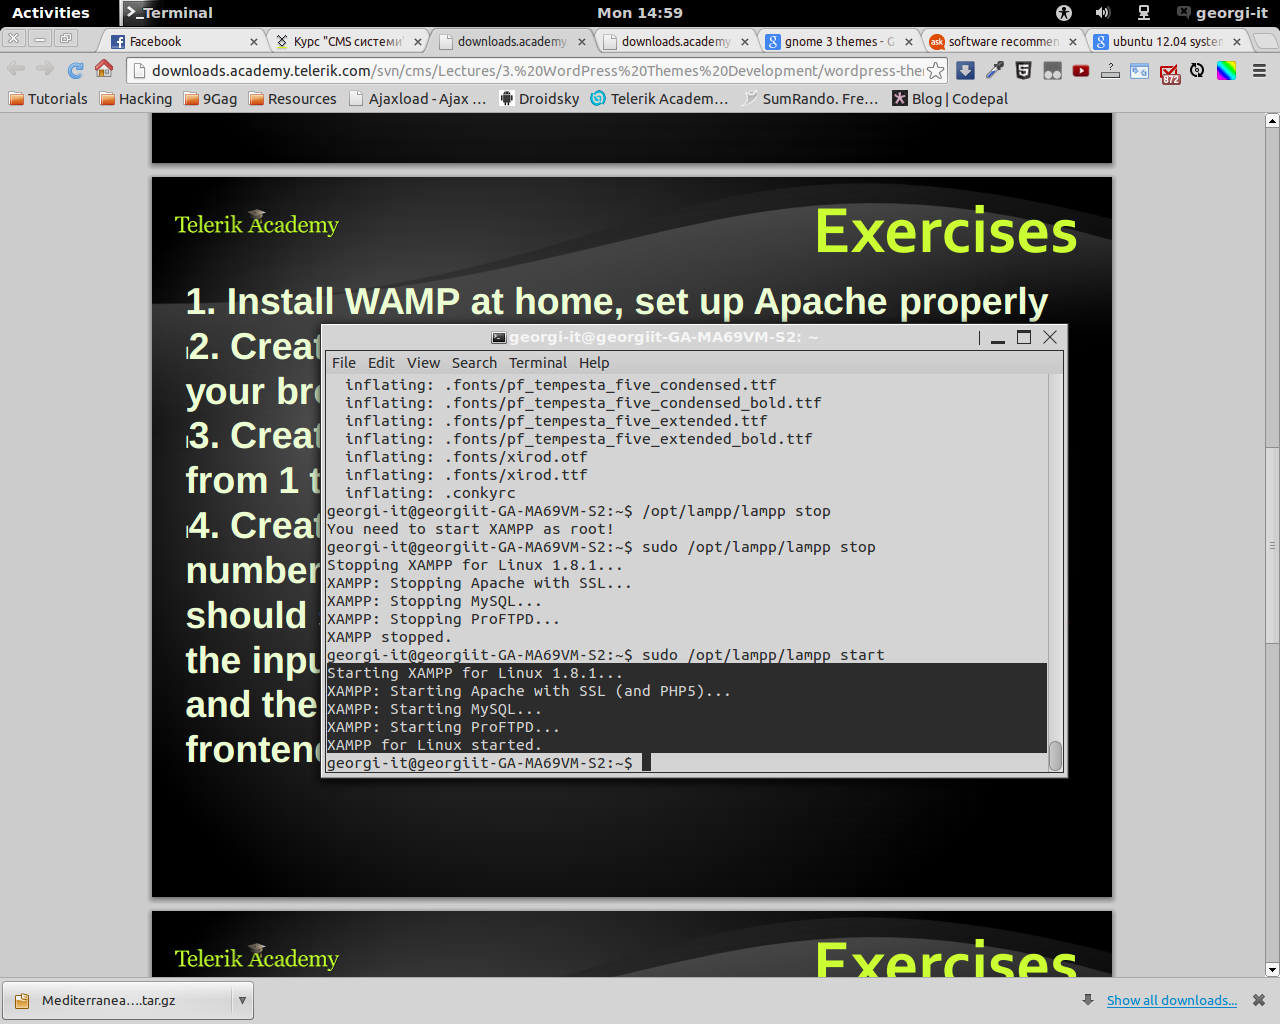 Activities Terminal Mon 14:59 georgi-it
Facebook Курс "CMS системи" downloads.academy downloads.academy gnome 3 themes - G software recommen ubuntu 12.04 syster
downloads.academy.telerik.com/svn/cms/Lectures/3.%20WordPress%20Themes%20Development/wordpress-the
872
Tutorials Hacking 9Gag Resources Ajaxload - Ajax ... Droidsky Telerik Academ... SumRando. Fre... Blog | Codepal
Telerik Academy
Exercises
1. Install WAMP at home, set up Apache properly
2. Creat
your bro
3. Creat
from 1 t
4. Creat
number
should
the inpu
and the
frontend
georgi-it@georgiit-GA-MA69VM-S2: ~
File Edit View Search Terminal Help
inflating: .fonts/pf_tempesta_five_condensed.ttf
inflating: .fonts/pf_tempesta_five_condensed_bold.ttf
inflating: .fonts/pf_tempesta_five_extended.ttf
inflating: .fonts/pf_tempesta_five_extended_bold.ttf
inflating: .fonts/xirod.otf
inflating: .fonts/xirod.ttf
inflating: .conkyrc
georgi-it@georgiit-GA-MA69VM-S2:~$ /opt/lampp/lampp stop
You need to start XAMPP as root!
georgi-it@georgiit-GA-MA69VM-S2:~$ sudo /opt/lampp/lampp stop
Stopping XAMPP for Linux 1.8.1...
XAMPP: Stopping Apache with SSL...
XAMPP: Stopping MySQL...
XAMPP: Stopping ProFTPD...
XAMPP stopped.
georgi-it@georgiit-GA-MA69VM-S2:~$ sudo /opt/lampp/lampp start
Starting XAMPP for Linux 1.8.1...
XAMPP: Starting Apache with SSL (and PHP5)...
XAMPP: Starting MySQL...
XAMPP: Starting ProFTPD...
XAMPP for Linux started.
georgi-it@georgiit-GA-MA69VM-S2:~$
Telerik Academy
Exercises
Mediterranea....tar.gz
Show all downloads...